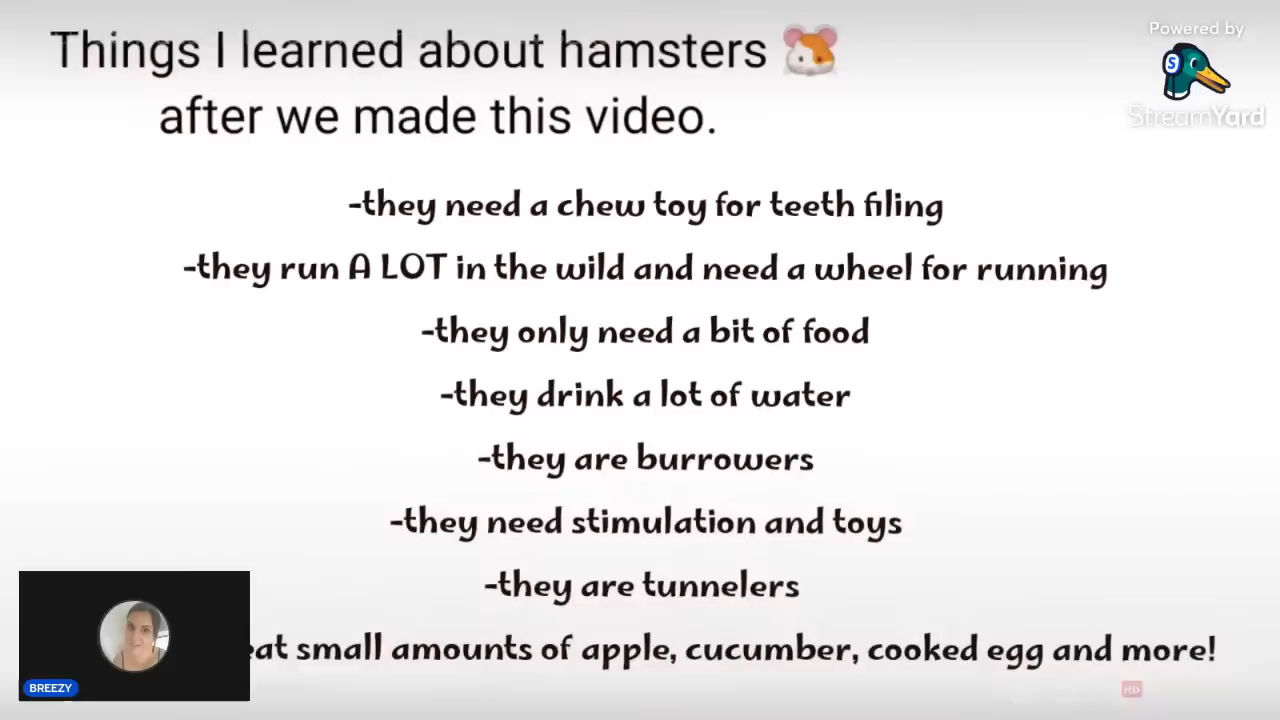 Things I learned about hamsters 🐹
after we made this video.
Powered by
StreamYard
-they need a chew toy for teeth filing
-they run A LOT in the wild and need a wheel for running
-they only need a bit of food
-they drink a lot of water
-they are burrowers
-they need stimulation and toys
-they are tunnelers
eat small amounts of apple, cucumber, cooked egg and more!
BREEZY
HD